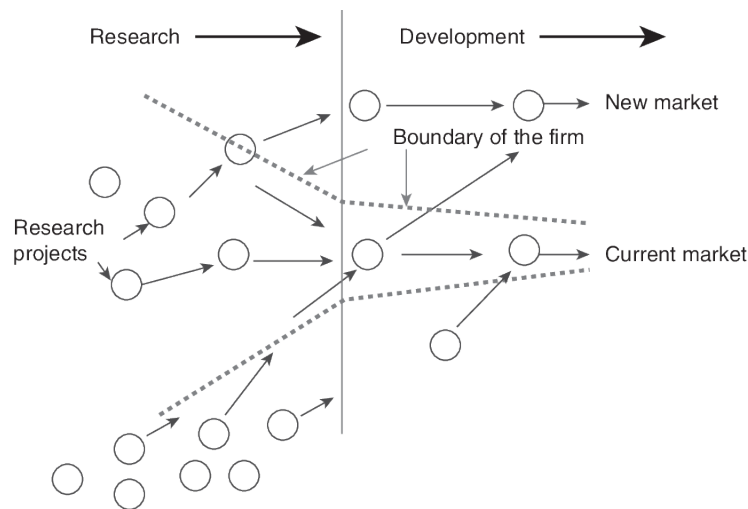 Research
Development
New market
Boundary of the firm
Research
projects
Current market